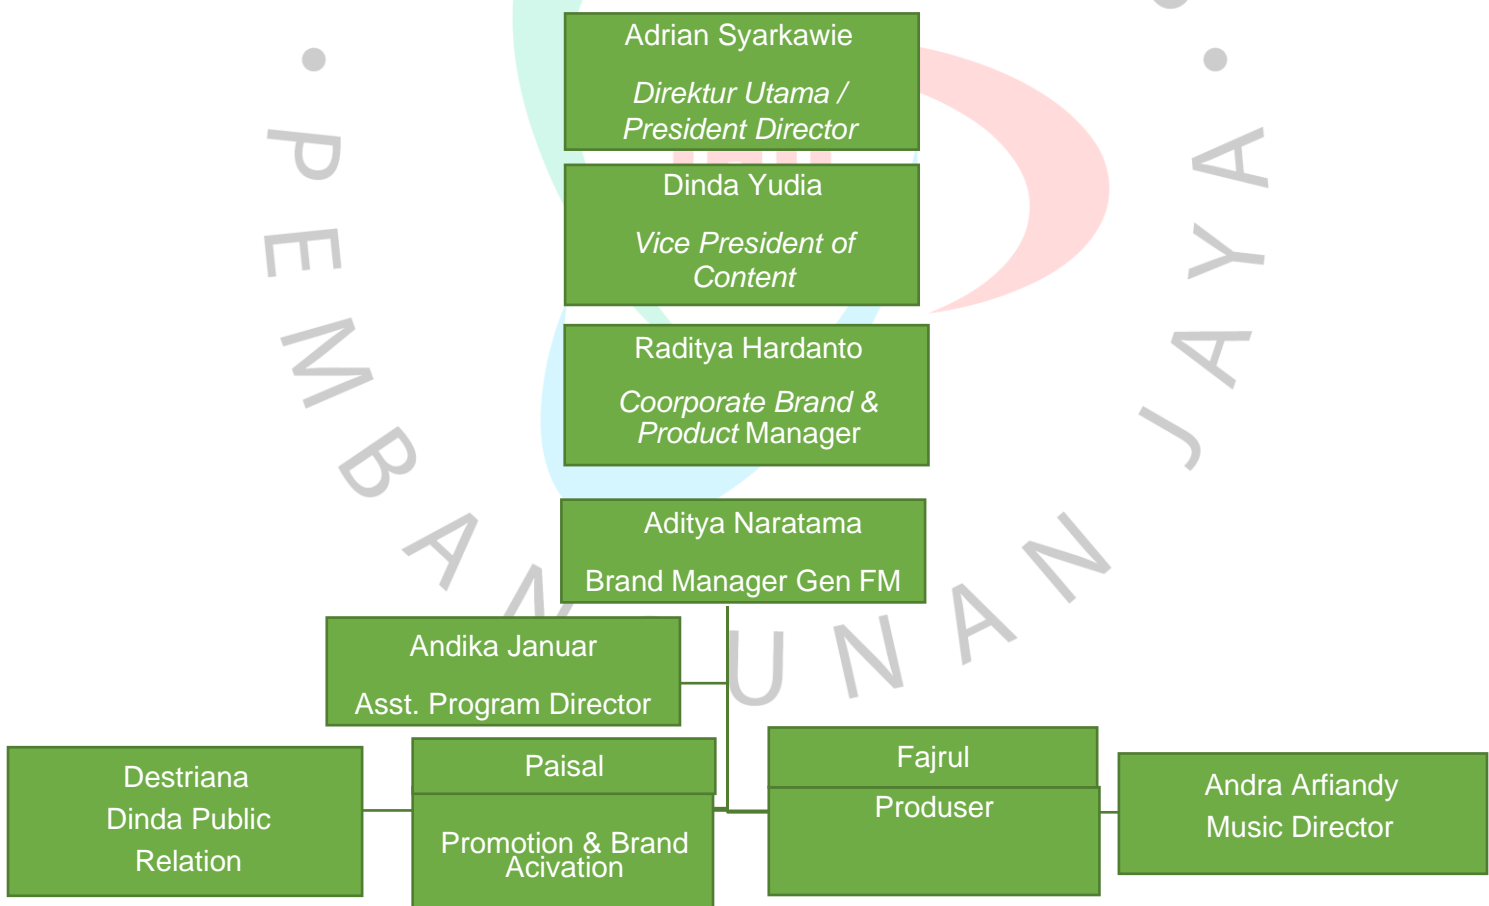 Adrian Syarkawie
Direktur Utama /
President Director
Dinda Yudia
Vice President of
Content
Raditya Hardanto
Coorporate Brand &
Product Manager
Aditya Naratama
Brand Manager Gen FM
Andika Januar
Asst. Program Director
Destriana
Dinda Public
Relation
Paisal
Promotion & Brand
Acivation
Fajrul
Produser
Andra Arfiandy
Music Director
PEMBANGUNAN JAYA